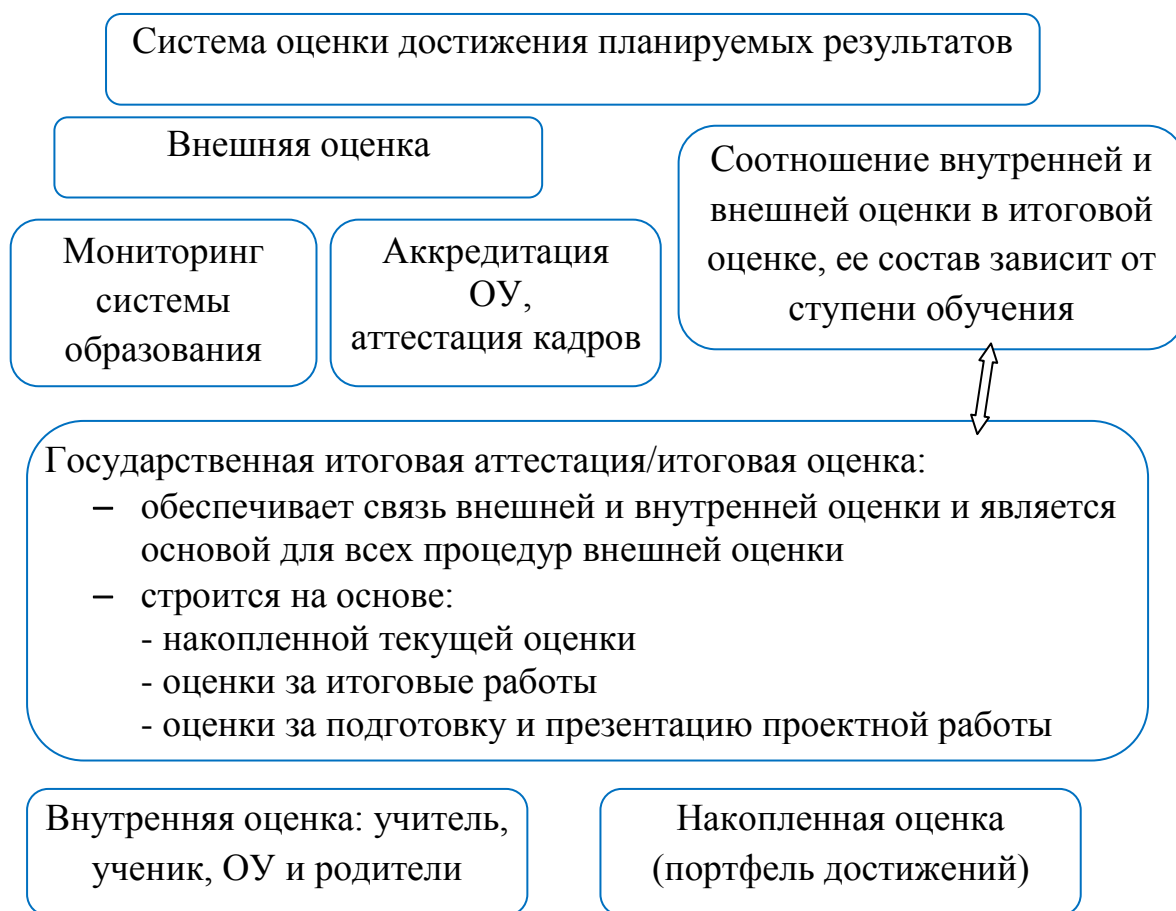 Система оценки достижения планируемых результатов
Внешняя оценка
Соотношение внутренней и
внешней оценки в итоговой
оценке, ее состав зависит от
ступени обучения
Мониторинг
системы
образования
Аккредитация
ОУ,
аттестация кадров
Государственная итоговая аттестация/итоговая оценка:
– обеспечивает связь внешней и внутренней оценки и является
основой для всех процедур внешней оценки
– строится на основе:
- накопленной текущей оценки
- оценки за итоговые работы
- оценки за подготовку и презентацию проектной работы
Внутренняя оценка: учитель,
ученик, ОУ и родители
Накопленная оценка
(портфель достижений)